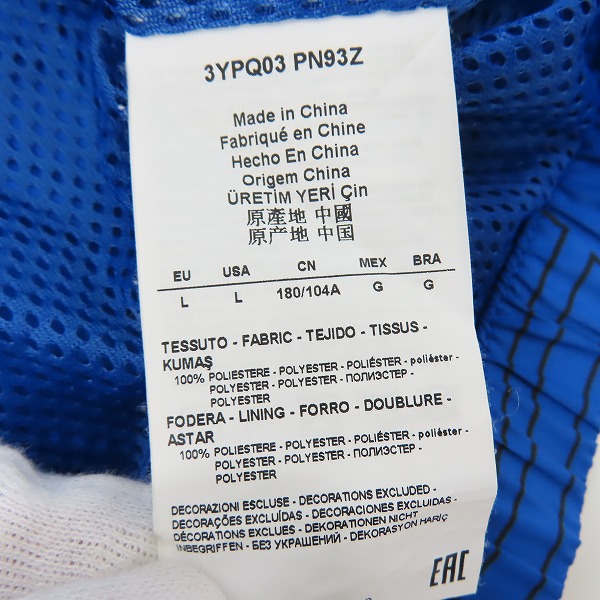 3YPQ03 PN93Z
Made in China
Fabriqué en Chine
Hecho En China
Origem China
ÜRETİM YERİ Çin
原產地 中國
原产地 中国
EU USA CN MEX BRA
L L 180/104A G G
TESSUTO - FABRIC - TEJIDO - TISSUS -
KUMAŞ
100% POLIESTERE - POLYESTER - POLIÉSTER - poliéster -
POLYESTER - POLYESTER - ПОЛИЭСТЕР -
POLYESTER
FODERA - LINING - FORRO - DOUBLURE -
ASTAR
100% POLIESTERE - POLYESTER - POLIÉSTER - poliéster -
POLYESTER - POLYESTER - ПОЛИЭСТЕР -
POLYESTER
DECORAZIONI ESCLUSE - DECORATIONS EXCLUDED -
DECORAÇÕES EXCLUÍDAS - DECORACIONES EXCLUIDAS -
DÉCORATIONS EXCLUES - DEKORATIONEN NICHT
INBEGRIFFEN - БЕЗ УКРАШЕНИЙ - DEKORASYON HARİÇ
EAC